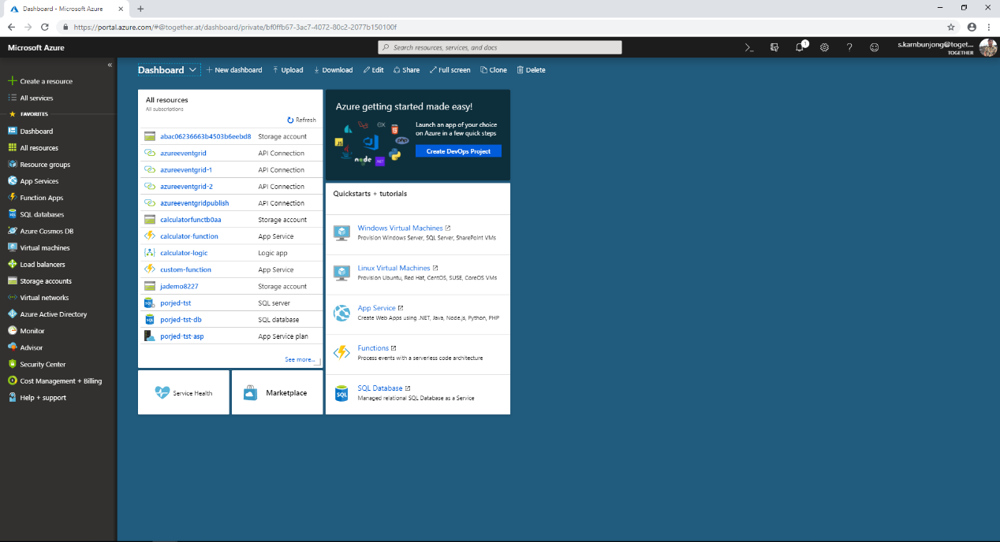 Dashboard - Microsoft Azure
https://portal.azure.com/#@together.at/dashboard/private/bf0ffb67-3ac7-4072-80c2-2077b150100f
Microsoft Azure
Search resources, services, and docs
1
s.karnbunjong@toget...
TOGETHER
Create a resource
All services
FAVORITES
Dashboard
All resources
Resource groups
App Services
Function Apps
SQL databases
Azure Cosmos DB
Virtual machines
Load balancers
Storage accounts
Virtual networks
Azure Active Directory
Monitor
Advisor
Security Center
Cost Management + Billing
Help + support
Dashboard New dashboard Upload Download Edit Share Full screen Clone Delete
All resources
All subscriptions
Refresh
abac06236663b4503b6eebd8 Storage account
azureeventgrid API Connection
azureeventgrid-1 API Connection
azureeventgrid-2 API Connection
azureeventgridpublish API Connection
calculatorfunctb0aa Storage account
calculator-function App Service
calculator-logic Logic app
custom-function App Service
jademo8227 Storage account
porjed-tst SQL server
porjed-tst-db SQL database
porjed-tst-asp App Service plan
See more...
Service Health
Marketplace
Azure getting started made easy!
Launch an app of your choice
on Azure in a few quick steps
Create DevOps Project
JS
ex
php
node
Quickstarts + tutorials
Windows Virtual Machines
Provision Windows Server, SQL Server, SharePoint VMs
Linux Virtual Machines
Provision Ubuntu, Red Hat, CentOS, SUSE, CoreOS VMs
App Service
Create Web Apps using .NET, Java, Node.js, Python, PHP
Functions
Process events with a serverless code architecture
SQL
SQL Database
Managed relational SQL Database as a Service